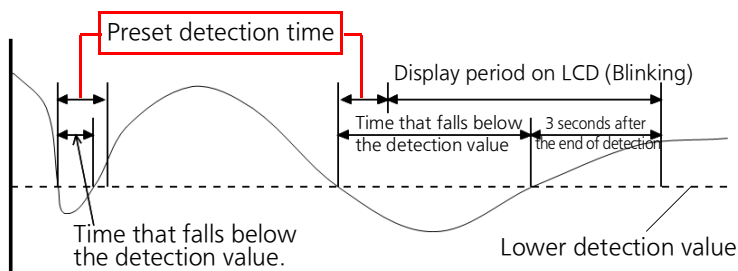 Preset detection time
Display period on LCD (Blinking)
Time that falls below
the detection value
3 seconds after
the end of detection
Time that falls below
the detection value.
Lower detection value